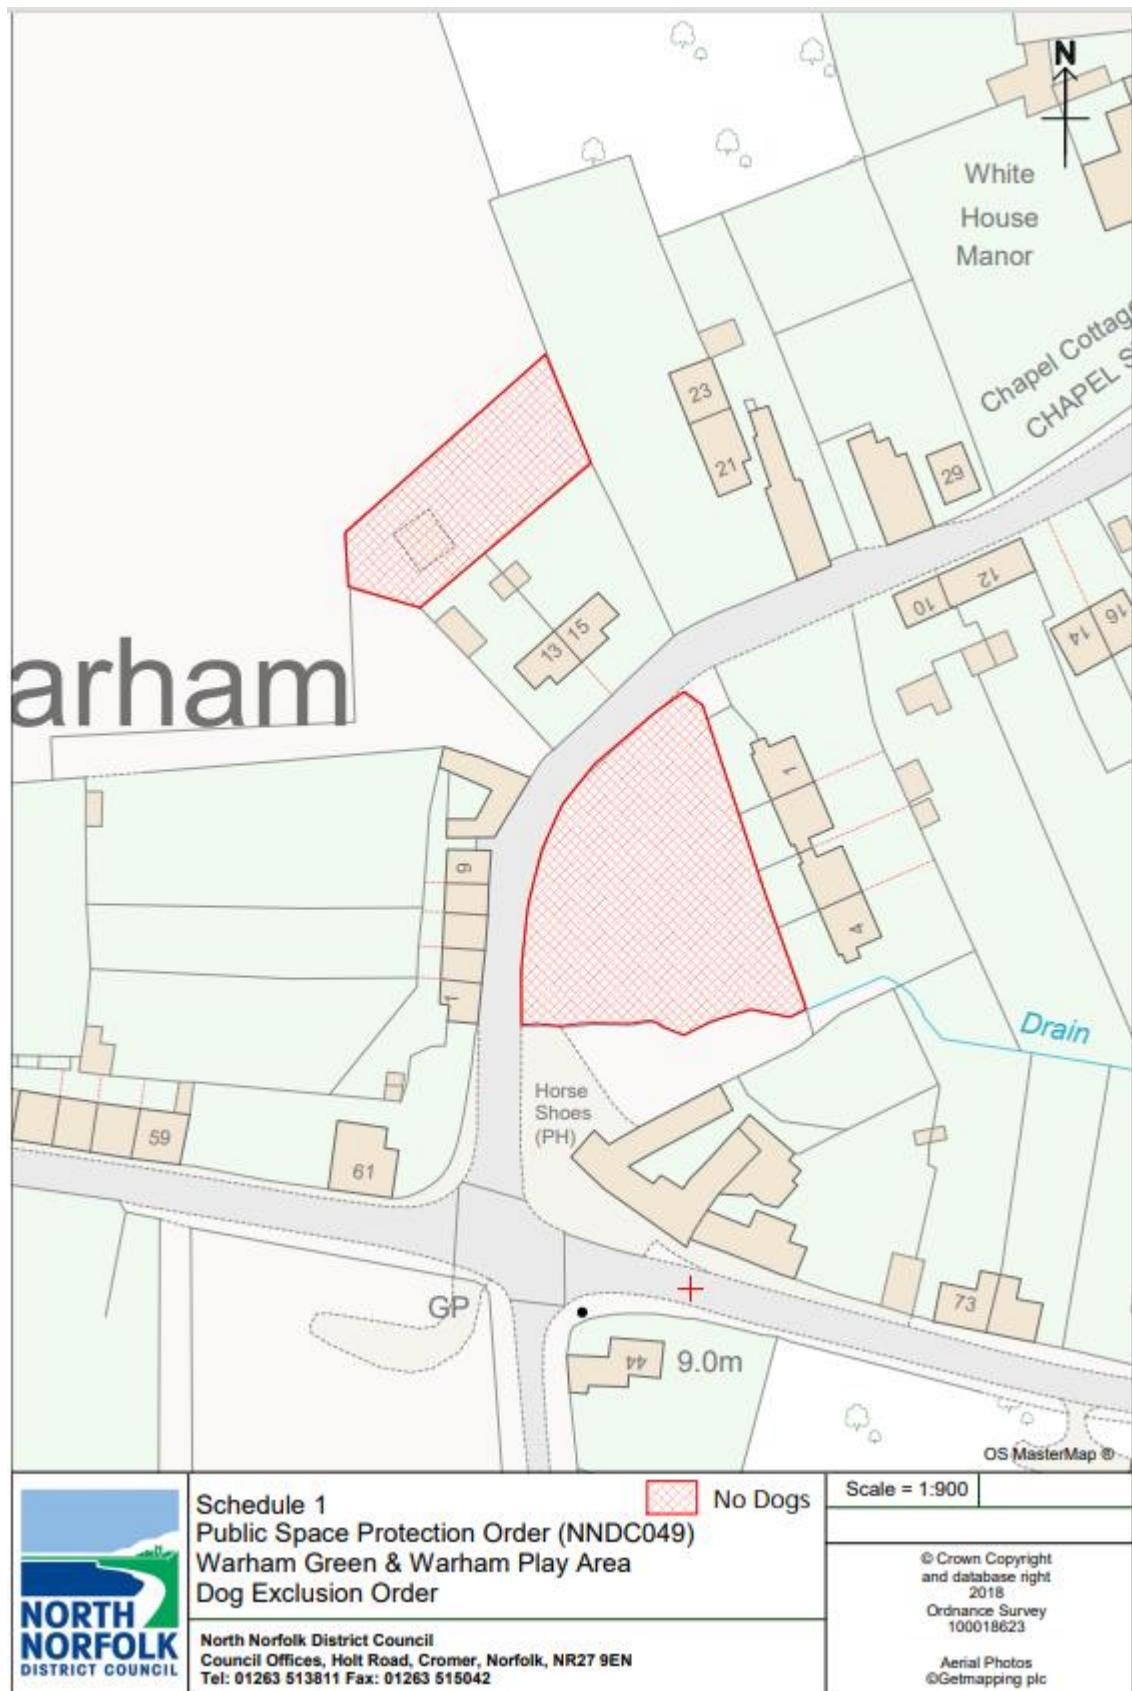 N
White
House
Manor
Chapel Cottage
CHAPEL S
23
21
29
12
10
16
14
15
13
arham
1
9
4
1
Drain
Horse
Shoes
(PH)
59
61
GP
73
44
9.0m
OS MasterMap ®
Schedule 1
No Dogs
Public Space Protection Order (NNDC049)
Warham Green & Warham Play Area
Dog Exclusion Order
Scale = 1:900
© Crown Copyright
and database right
2018
Ordnance Survey
100018623
Aerial Photos
©Getmapping plc
NORTH
NORFOLK
DISTRICT COUNCIL
North Norfolk District Council
Council Offices, Holt Road, Cromer, Norfolk, NR27 9EN
Tel: 01263 513811 Fax: 01263 515042